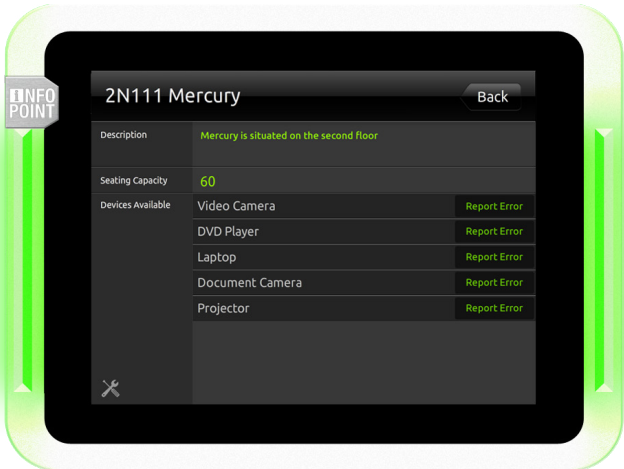 INFO
POINT
2N111 Mercury
Back
Description
Mercury is situated on the second floor
Seating Capacity
60
Devices Available
Video Camera
Report Error
DVD Player
Report Error
Laptop
Report Error
Document Camera
Report Error
Projector
Report Error